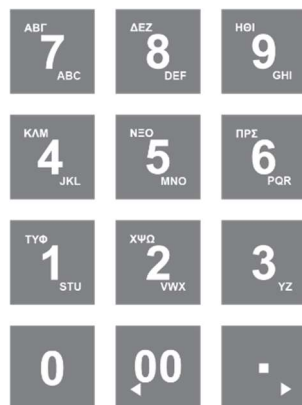 ΑΒΓ 7 ABC
ΔΕΖ 8 DEF
ΗΘΙ 9 GHI
ΚΛΜ 4 JKL
ΝΞΟ 5 MNO
ΠΡΣ 6 PQR
ΤΥΦ 1 STU
ΧΨΩ 2 VWX
3 YZ
0
00
.